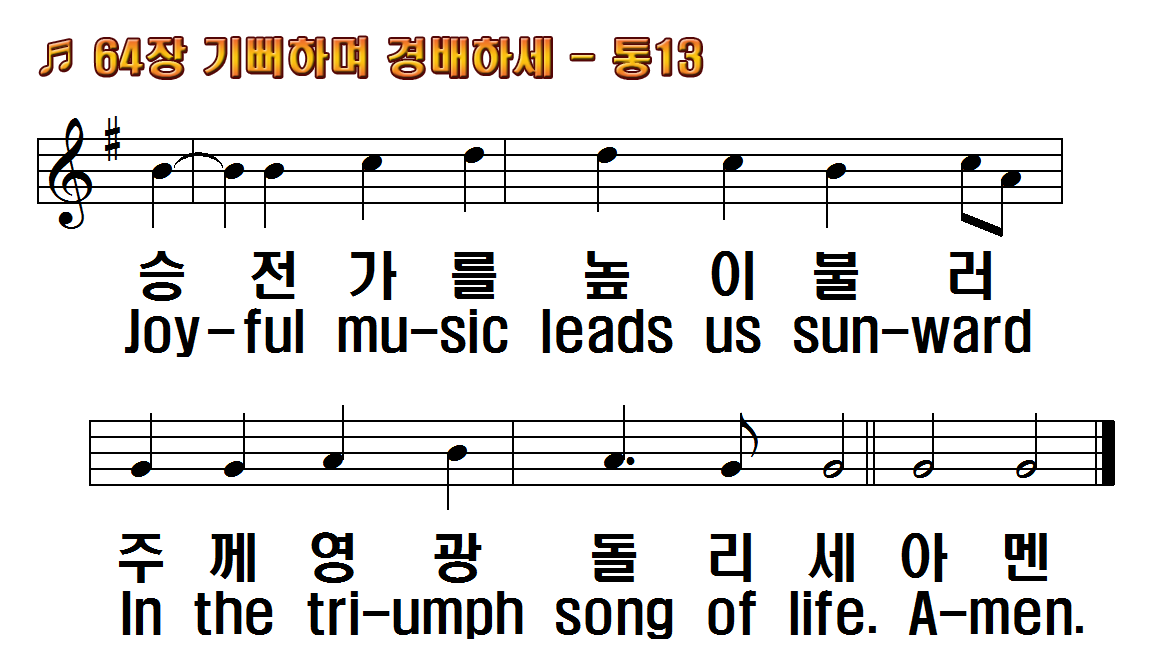 ♬ 64장 기뻐하며 경배하세 - 통13
승 전 가 를 높 이 불 러
Joy-ful mu-sic leads us sun-ward
주 께 영 광 돌 리 세 아 멘
In the tri-umph song of life. A-men.